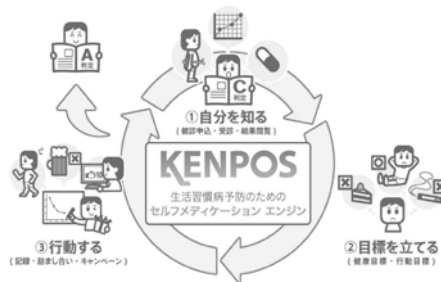 A
判定
C
判定
①自分を知る
(健診申込・受診・結果閲覧)
KENPOS
生活習慣病予防のための
セルフメディケーション エンジン
③行動する
(記録・励まし合い・キャンペーン)
②目標を立てる
(健康目標・行動目標)